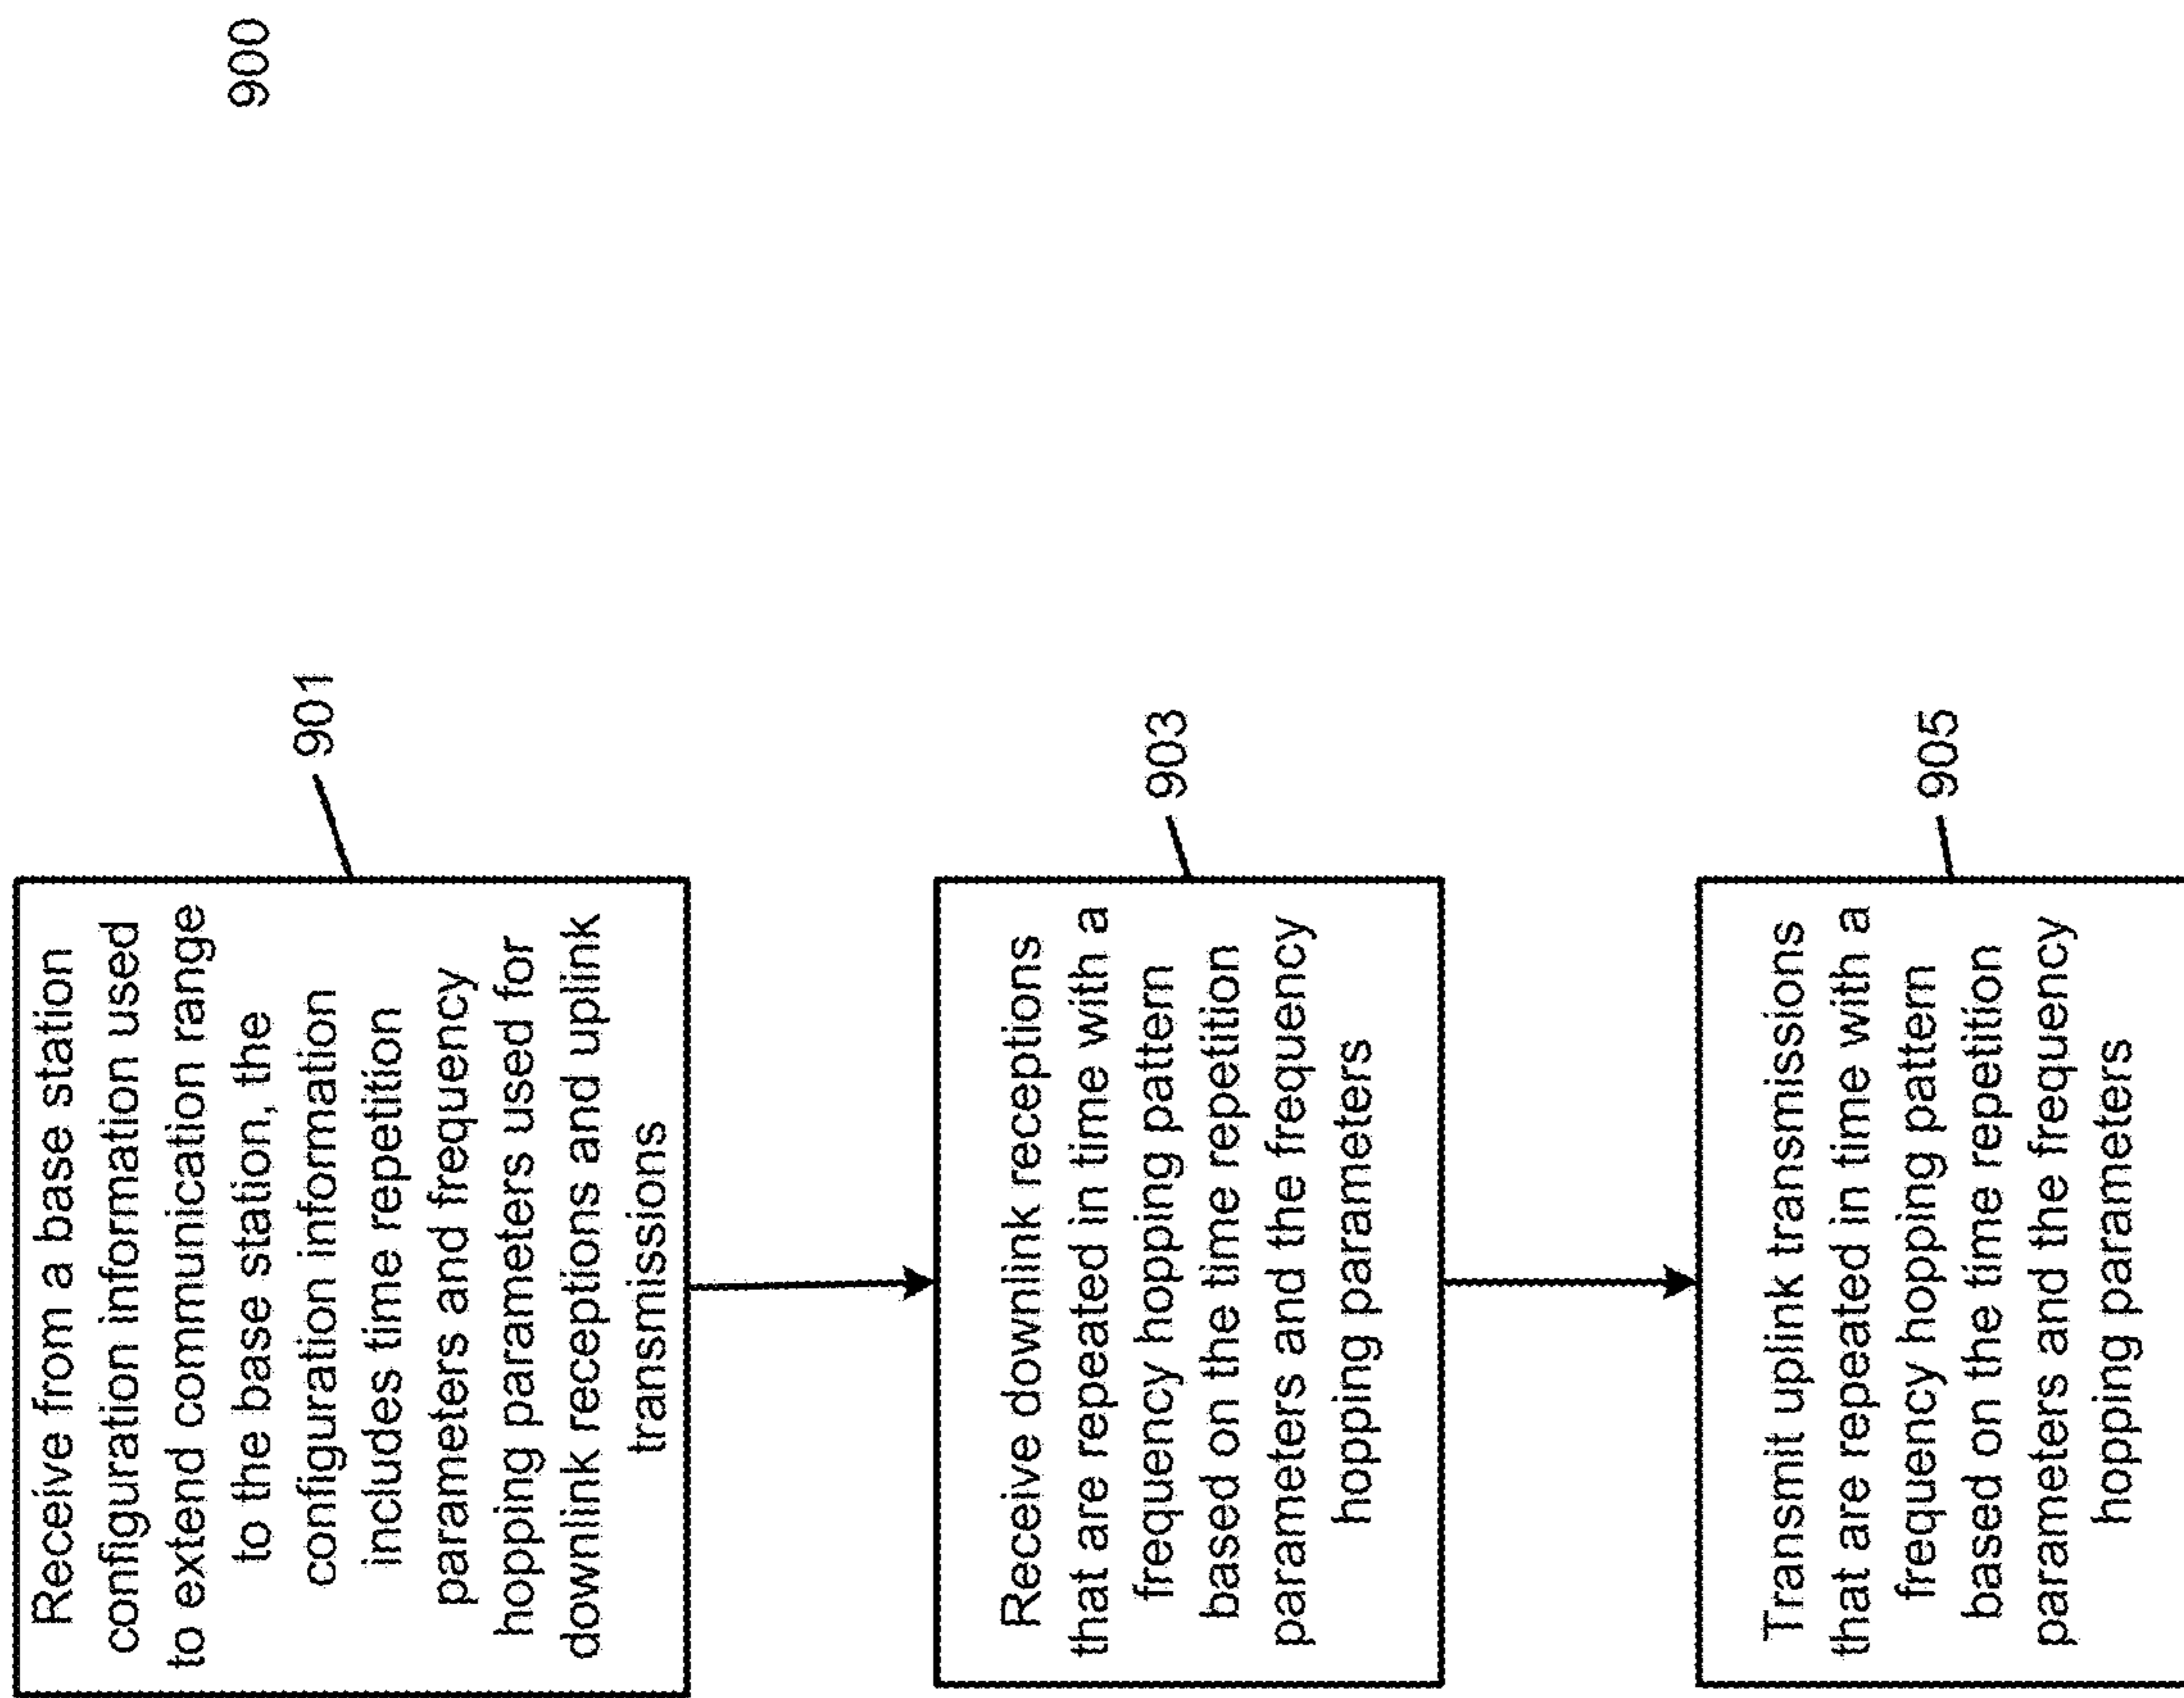 900
Receive from a base station
configuration information used
to extend communication range
to the base station, the
configuration information
includes time repetition
parameters and frequency
hopping parameters used for
downlink receptions and uplink
transmissions
901
Receive downlink receptions
that are repeated in time with a
frequency hopping pattern
based on the time repetition
parameters and the frequency
hopping parameters
903
Transmit uplink transmissions
that are repeated in time with a
frequency hopping pattern
based on the time repetition
parameters and the frequency
hopping parameters
905